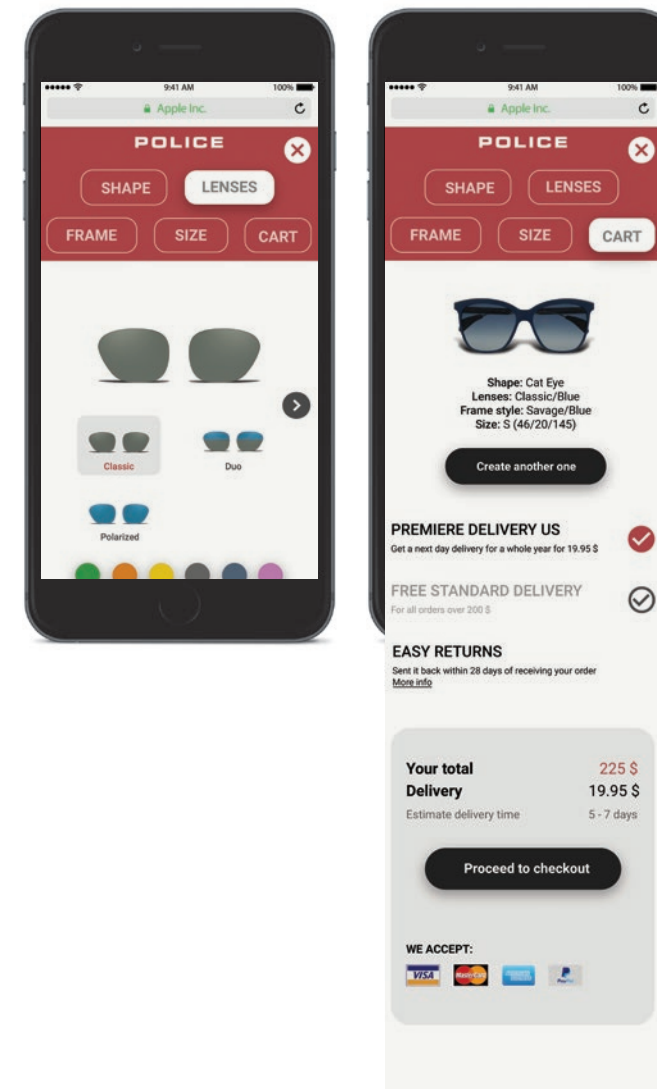 9:41 AM 100%
Apple Inc.
POLICE
SHAPE LENSES
FRAME SIZE CART
Classic Duo
Polarized
9:41 AM 100%
Apple Inc.
POLICE
SHAPE LENSES
FRAME SIZE CART
Shape: Cat Eye
Lenses: Classic/Blue
Frame style: Savage/Blue
Size: S (46/20/145)
Create another one
PREMIERE DELIVERY US
Get a next day delivery for a whole year for 19.95 $
FREE STANDARD DELIVERY
For all orders over 200 $
EASY RETURNS
Sent it back within 28 days of receiving your order
More info
Your total 225 $
Delivery 19.95 $
Estimate delivery time 5 - 7 days
Proceed to checkout
WE ACCEPT:
VISA MasterCard PayPal